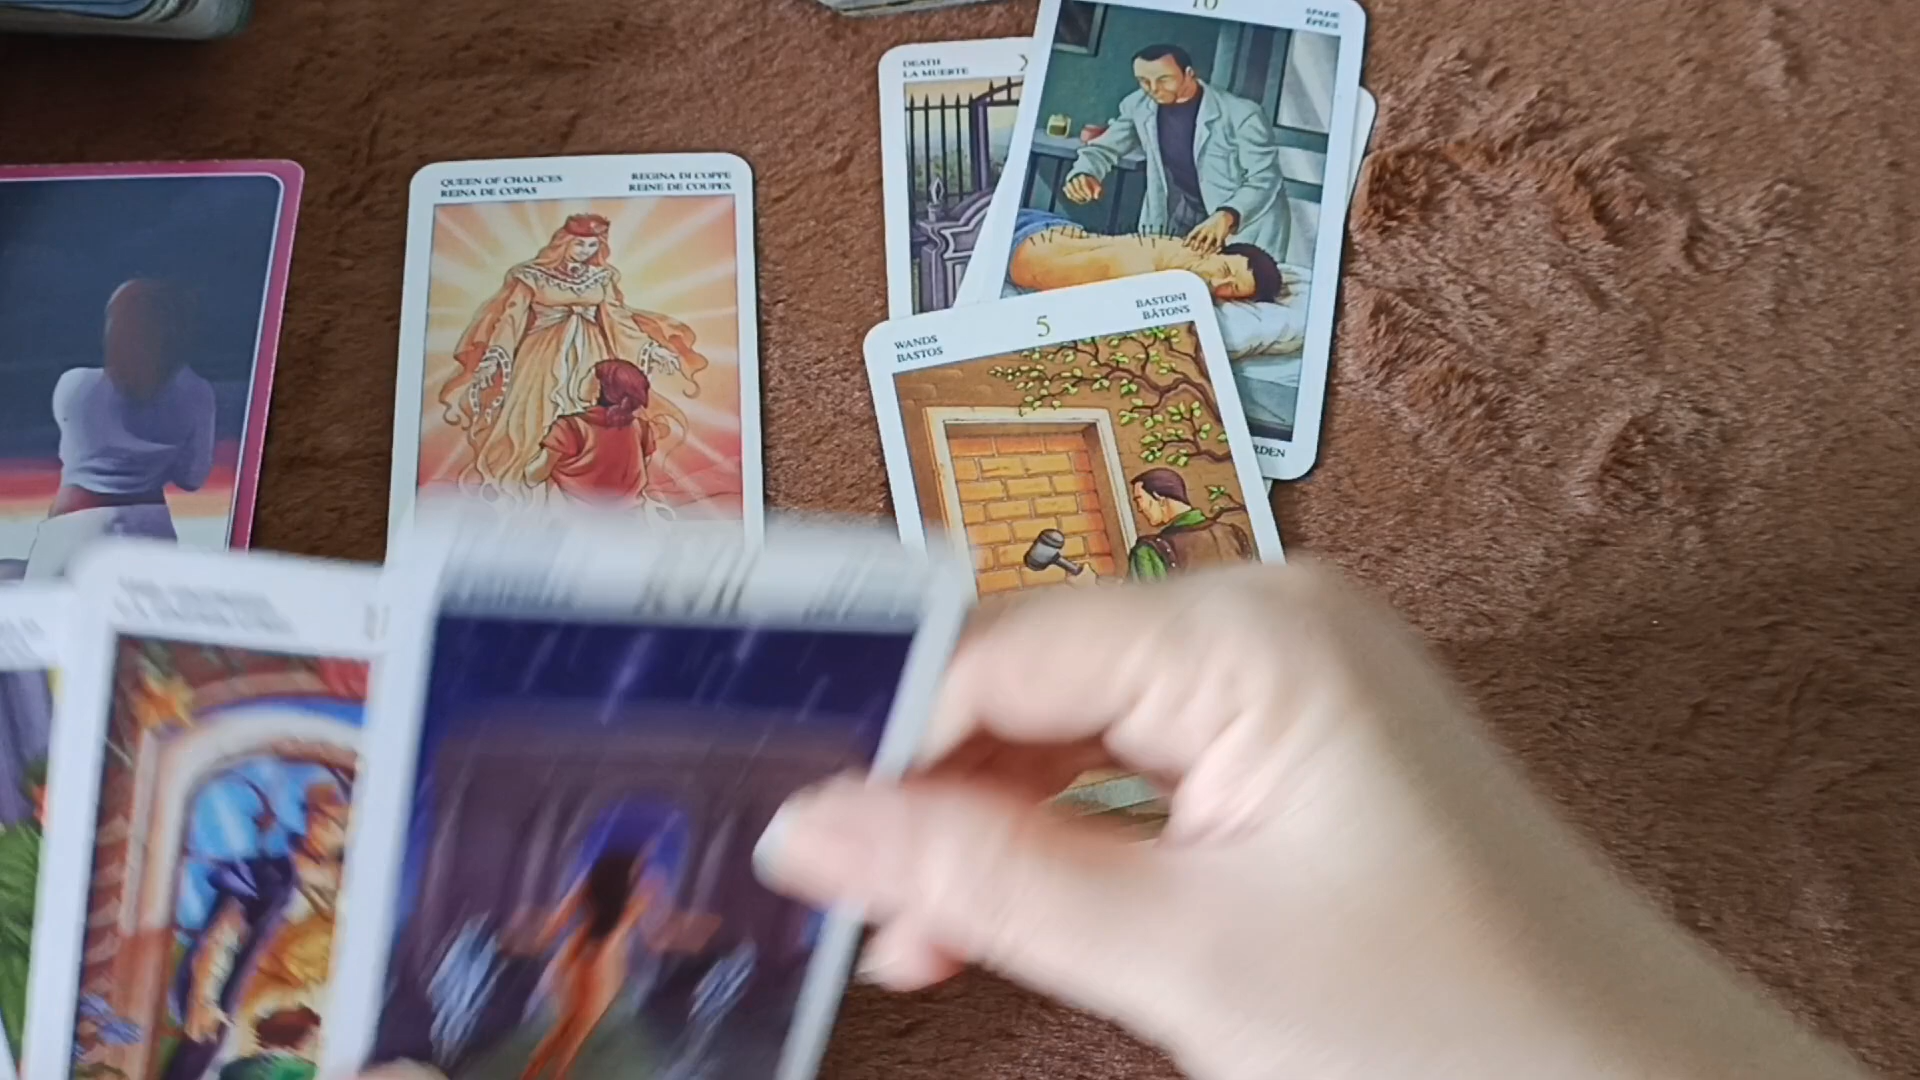 10
SPADE
ÉPÉES
DEATH
LA MUERTE
X
QUEEN OF CHALICES
REINA DE COPAS
REGINA DI COPPE
REINE DE COUPES
WANDS
BASTOS
5
BASTONI
BÂTONS
RDEN